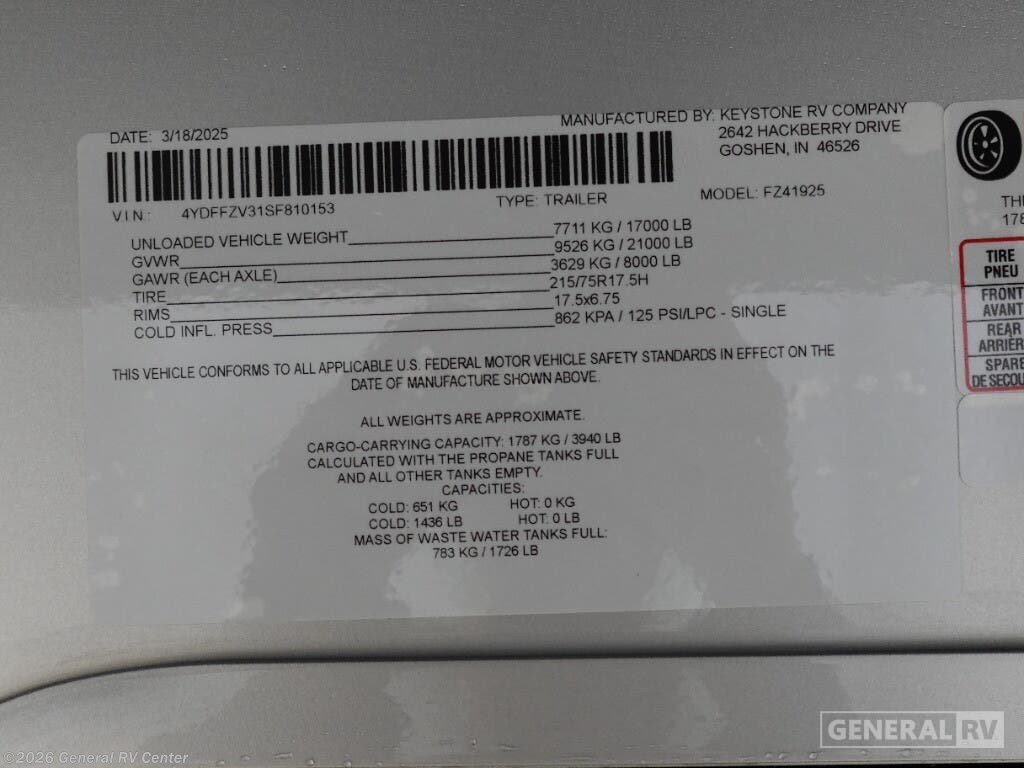 DATE: 3/18/2025
MANUFACTURED BY: KEYSTONE RV COMPANY
2642 HACKBERRY DRIVE
GOSHEN, IN 46526
VIN: 4YDFFZV31SF810153 TYPE: TRAILER MODEL: FZ41925
UNLOADED VEHICLE WEIGHT 7711 KG / 17000 LB
GVWR 9526 KG / 21000 LB
GAWR (EACH AXLE) 3629 KG / 8000 LB
TIRE 215/75R17.5H
RIMS 17.5x6.75
COLD INFL. PRESS 862 KPA / 125 PSI/LPC - SINGLE
THIS VEHICLE CONFORMS TO ALL APPLICABLE U.S. FEDERAL MOTOR VEHICLE SAFETY STANDARDS IN EFFECT ON THE
DATE OF MANUFACTURE SHOWN ABOVE.
ALL WEIGHTS ARE APPROXIMATE.
CARGO-CARRYING CAPACITY: 1787 KG / 3940 LB
CALCULATED WITH THE PROPANE TANKS FULL
AND ALL OTHER TANKS EMPTY.
CAPACITIES:
COLD: 651 KG HOT: 0 KG
COLD: 1436 LB HOT: 0 LB
MASS OF WASTE WATER TANKS FULL:
783 KG / 1726 LB
TIRE
PNEU
FRONT
AVANT
REAR
ARRIÈR
SPARE
DE SECOU
GENERAL RV
©2026 General RV Center